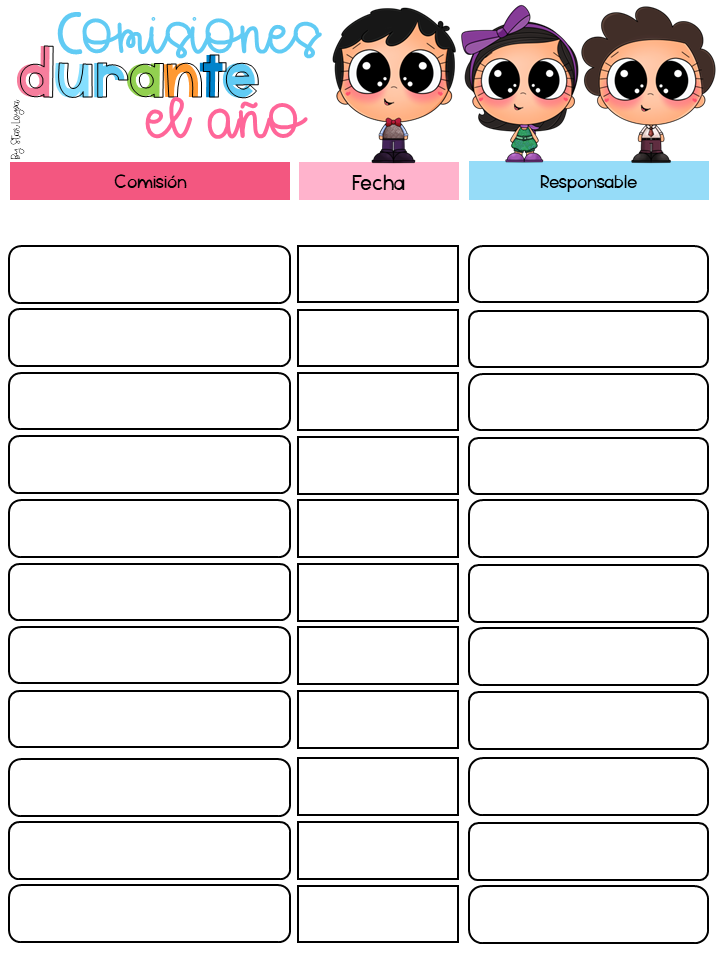 Comisiones
durante
el año
Comisión
Fecha
Responsable